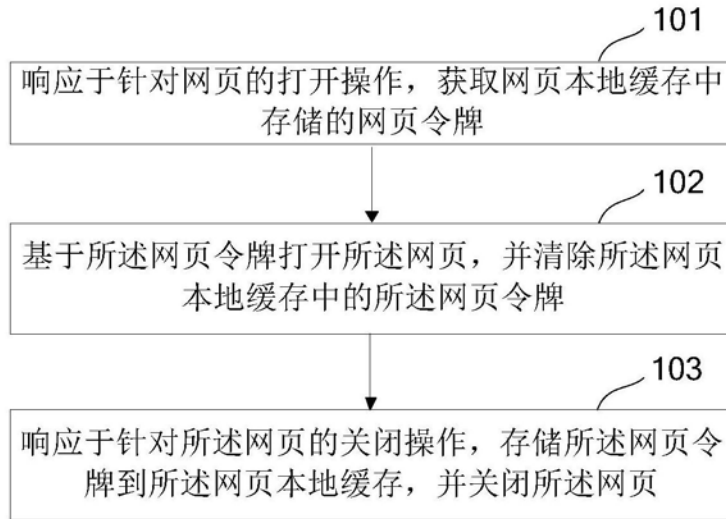 101
响应于针对网页的打开操作，获取网页本地缓存中
存储的网页令牌
102
基于所述网页令牌打开所述网页，并清除所述网页
本地缓存中的所述网页令牌
103
响应于针对所述网页的关闭操作，存储所述网页令
牌到所述网页本地缓存，并关闭所述网页